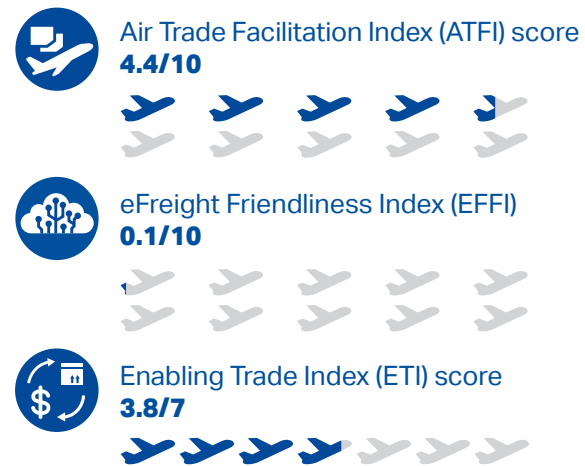 Air Trade Facilitation Index (ATFI) score
4.4/10
eFreight Friendliness Index (EFFI)
0.1/10
$
Enabling Trade Index (ETI) score
3.8/7